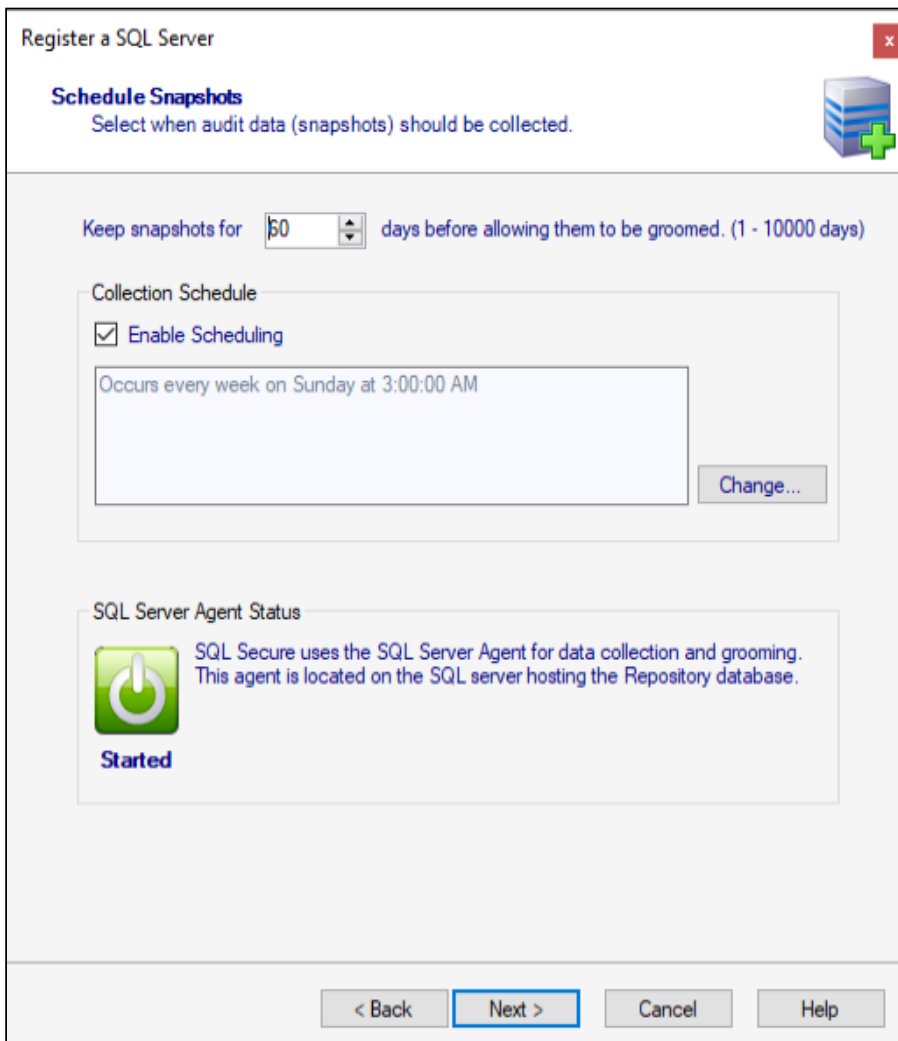 Register a SQL Server
x
Schedule Snapshots
Select when audit data (snapshots) should be collected.
Keep snapshots for 60 days before allowing them to be groomed. (1 - 10000 days)
Collection Schedule
Enable Scheduling
Occurs every week on Sunday at 3:00:00 AM
Change...
SQL Server Agent Status
SQL Secure uses the SQL Server Agent for data collection and grooming.
This agent is located on the SQL server hosting the Repository database.
Started
< Back Next > Cancel Help